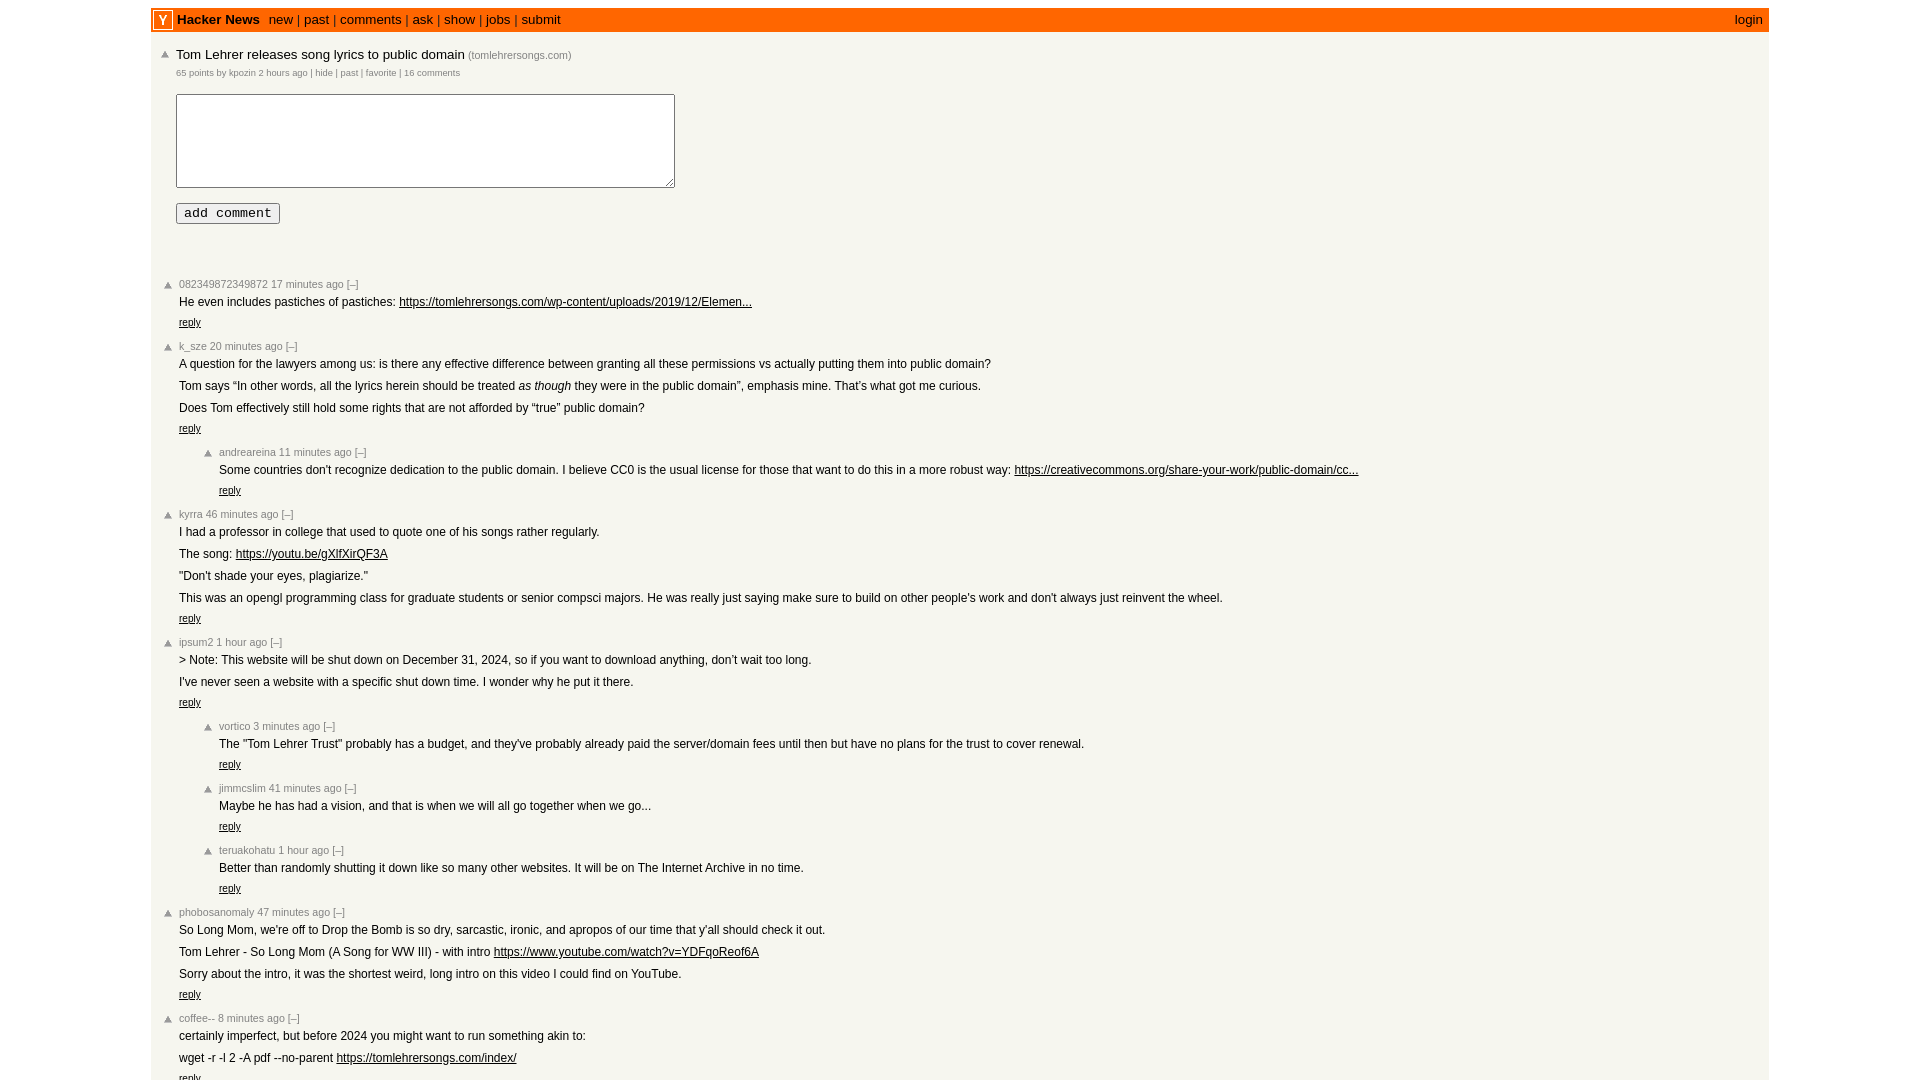 Y Hacker News new | past | comments | ask | show | jobs | submit login
Tom Lehrer releases song lyrics to public domain (tomlehrersongs.com)
65 points by kpozin 2 hours ago | hide | past | favorite | 16 comments
add comment
082349872349872 17 minutes ago [–]
He even includes pastiches of pastiches: https://tomlehrersongs.com/wp-content/uploads/2019/12/Elemen...
reply
k_sze 20 minutes ago [–]
A question for the lawyers among us: is there any effective difference between granting all these permissions vs actually putting them into public domain?
Tom says “In other words, all the lyrics herein should be treated as though they were in the public domain”, emphasis mine. That’s what got me curious.
Does Tom effectively still hold some rights that are not afforded by “true” public domain?
reply
andreareina 11 minutes ago [–]
Some countries don't recognize dedication to the public domain. I believe CC0 is the usual license for those that want to do this in a more robust way: https://creativecommons.org/share-your-work/public-domain/cc...
reply
kyrra 46 minutes ago [–]
I had a professor in college that used to quote one of his songs rather regularly.
The song: https://youtu.be/gXlfXirQF3A
"Don't shade your eyes, plagiarize."
This was an opengl programming class for graduate students or senior compsci majors. He was really just saying make sure to build on other people's work and don't always just reinvent the wheel.
reply
ipsum2 1 hour ago [–]
> Note: This website will be shut down on December 31, 2024, so if you want to download anything, don’t wait too long.
I've never seen a website with a specific shut down time. I wonder why he put it there.
reply
vortico 3 minutes ago [–]
The "Tom Lehrer Trust" probably has a budget, and they've probably already paid the server/domain fees until then but have no plans for the trust to cover renewal.
reply
jimmcslim 41 minutes ago [–]
Maybe he has had a vision, and that is when we will all go together when we go...
reply
teruakohatu 1 hour ago [–]
Better than randomly shutting it down like so many other websites. It will be on The Internet Archive in no time.
reply
phobosanomaly 47 minutes ago [–]
So Long Mom, we're off to Drop the Bomb is so dry, sarcastic, ironic, and apropos of our time that y'all should check it out.
Tom Lehrer - So Long Mom (A Song for WW III) - with intro https://www.youtube.com/watch?v=YDFqoReof6A
Sorry about the intro, it was the shortest weird, long intro on this video I could find on YouTube.
reply
coffee-- 8 minutes ago [–]
certainly imperfect, but before 2024 you might want to run something akin to:
wget -r -l 2 -A pdf --no-parent https://tomlehrersongs.com/index/
reply